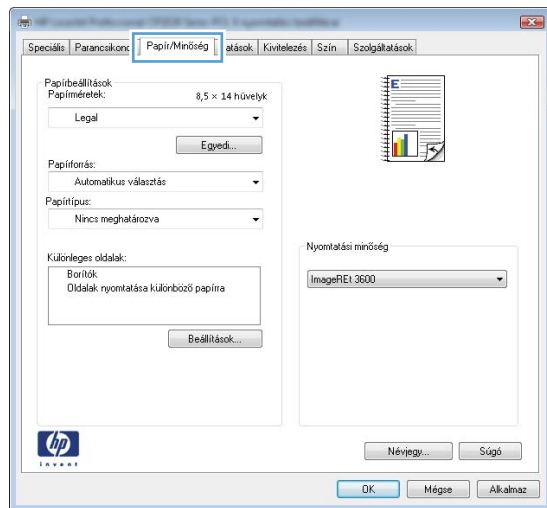 Speciális Parancsikono Papír/Minőség atások Kivitelezés Szín Szolgáltatások
Papírbeállítások
Papírméretek: 8,5 × 14 hüvelyk
Legal
Egyedi...
Papírforrás:
Automatikus választás
Papírtípus:
Nincs meghatározva
Különleges oldalak:
Borítók
Oldalak nyomtatása különböző papírra
Beállítások...
E
Nyomtatási minőség
ImageREt 3600
hp
invent
Névjegy... Súgó
OK Mégse Alkalmaz